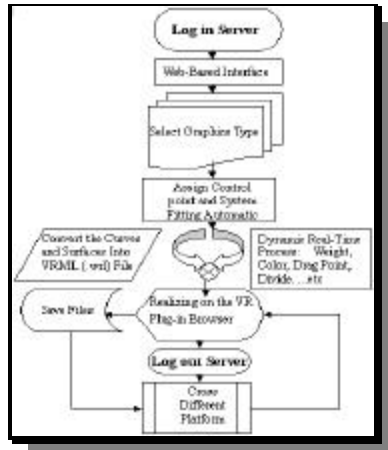 Log in Server
Web-Based Interface
Select Graphics Type
Assign Control
point and System
Fitting Automatic
Convert the Curves
and Surfaces Into
VRML (.wrl) File
Dynamic Real-Time
Process: Weight,
Color, Drag Point,
Divide....etc
Save Files
Realizing on the VR
Plug-in Browser
Log out Server
Cross
Different
Platform